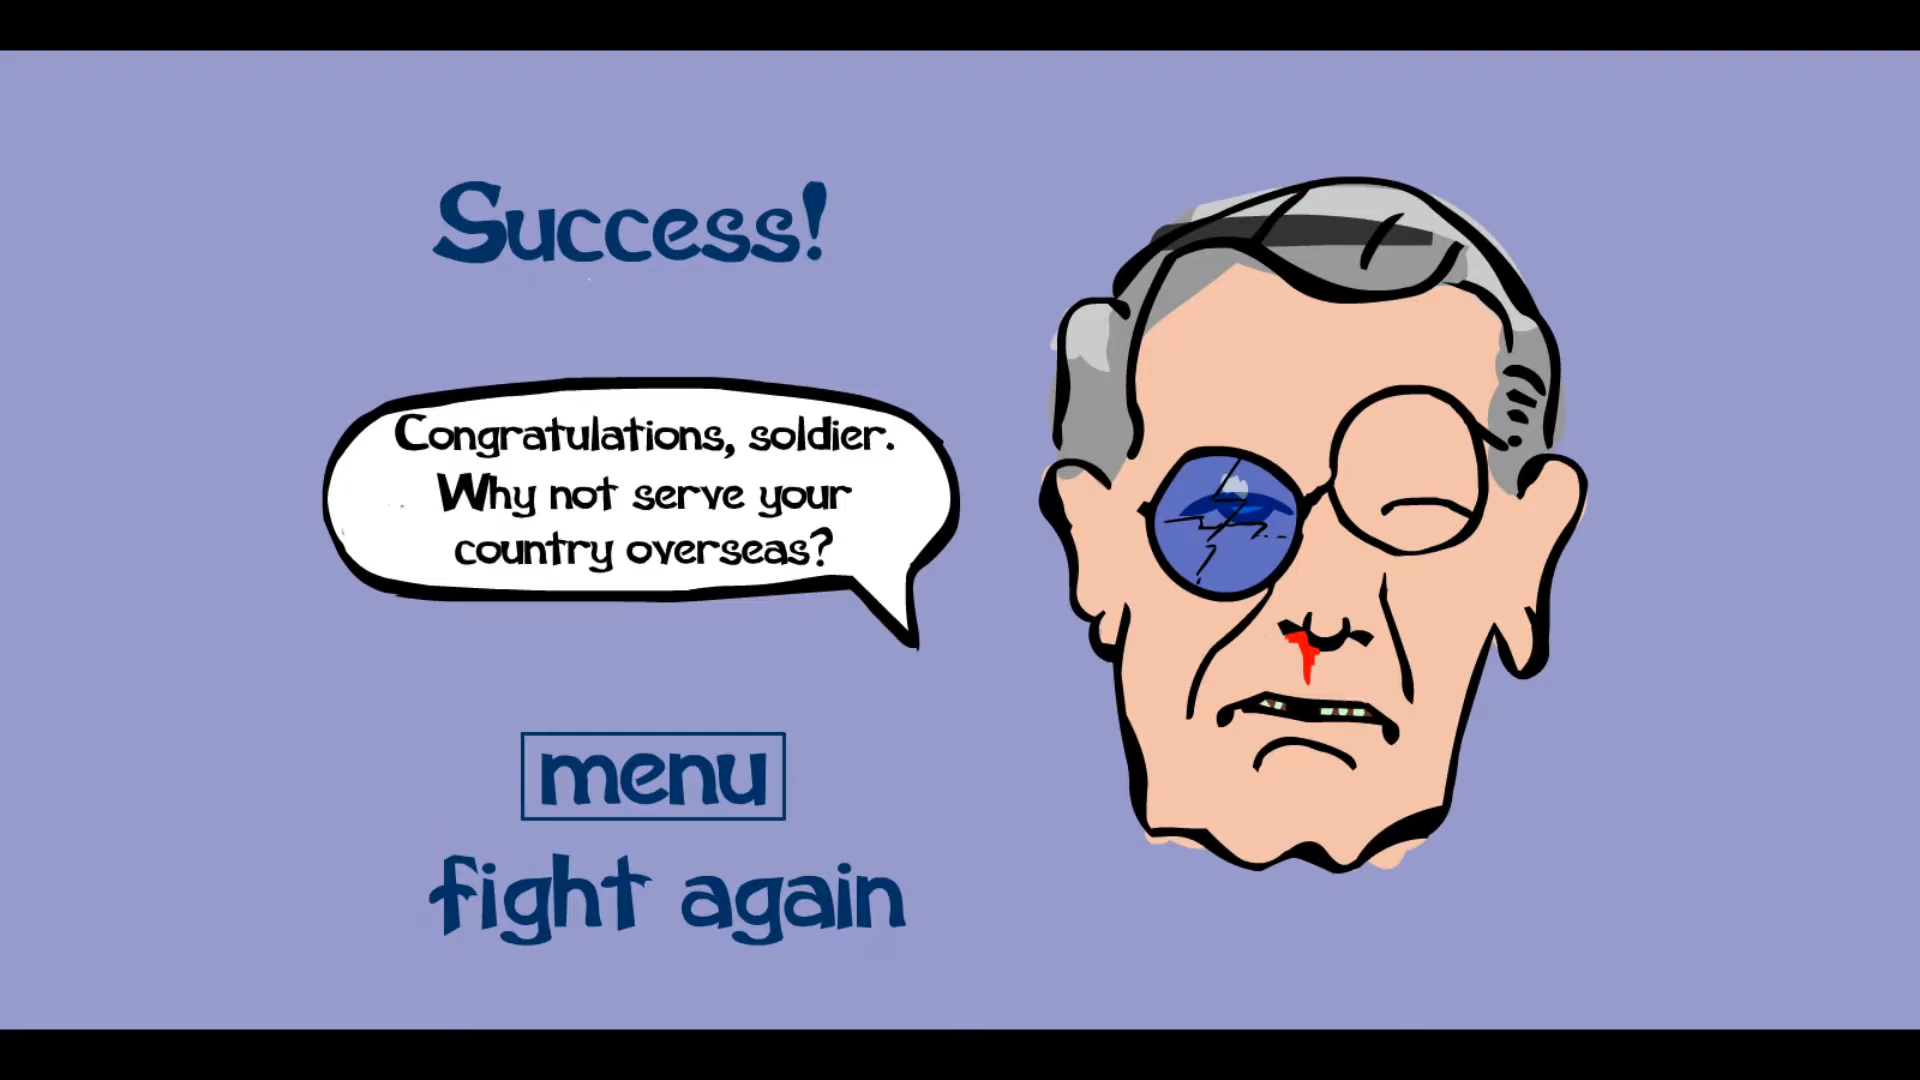 Success!
Congratulations, soldier.
Why not serve your
country overseas?
menu
fight again